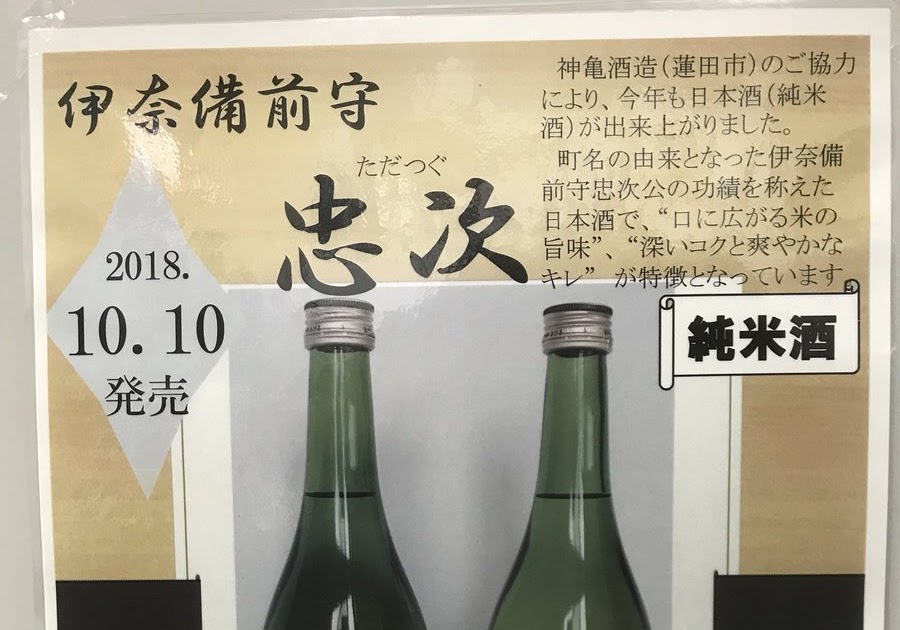 伊奈備前守
ただつぐ
忠次
神亀酒造(蓮田市)のご協力
により、今年も日本酒(純米
酒)が出来上がりました。
町名の由来となった伊奈備
前守忠次公の功績を称えた
日本酒で、“口に広がる米の
旨味”、“深いコクと爽やかな
キレ” が特徴となっています
純米酒
2018.
10.10
発売